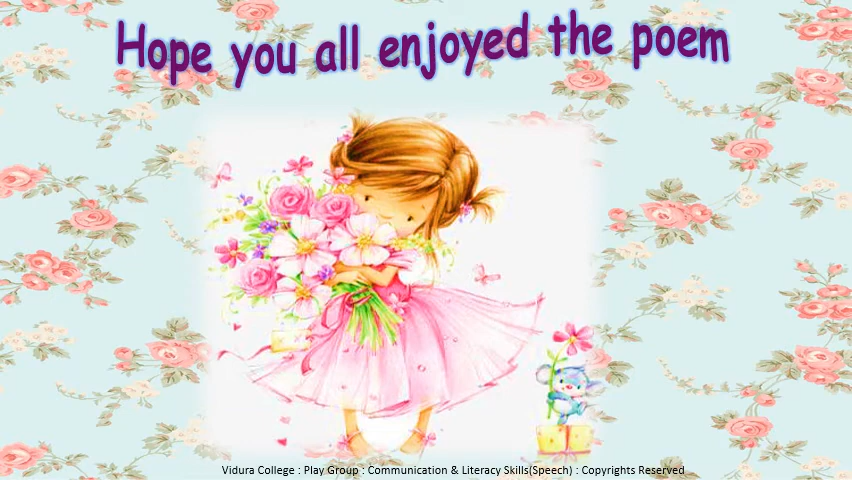 Hope you all enjoyed the poem
Vidura College : Play Group : Communication & Literacy Skills(Speech) : Copyrights Reserved